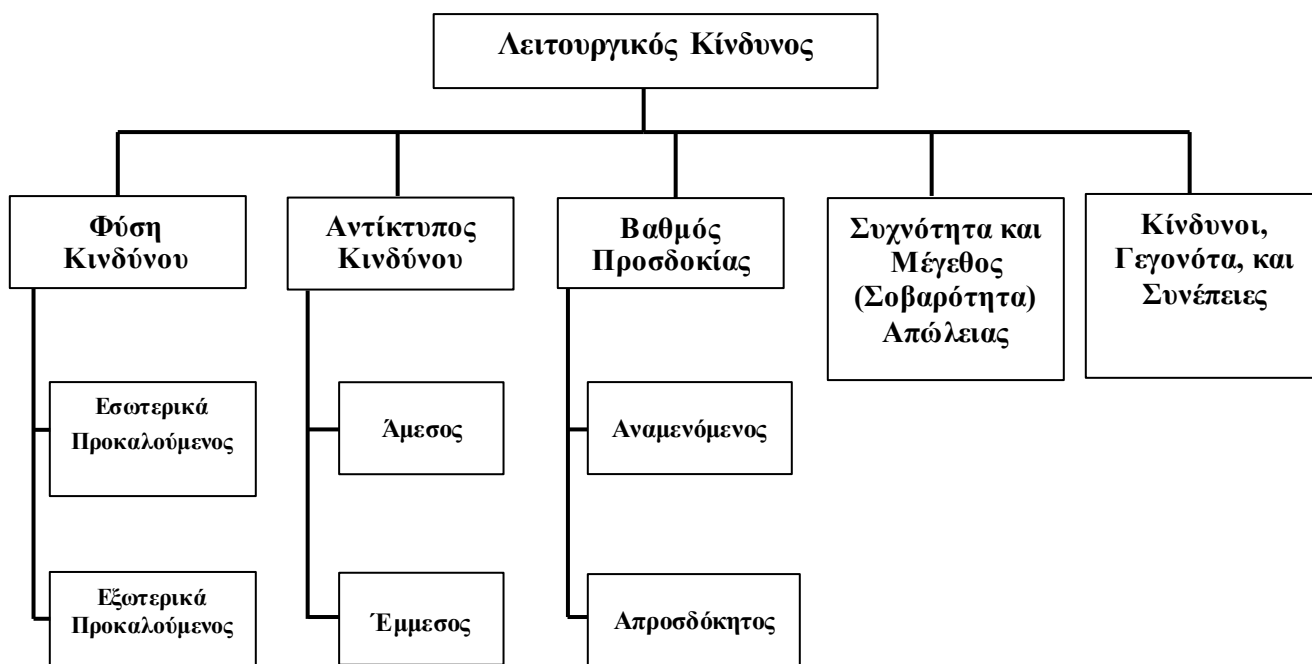 Λειτουργικός Κίνδυνος
Φύση
Κινδύνου
Αντίκτυπος
Κινδύνου
Βαθμός
Προσδοκίας
Συχνότητα και
Μέγεθος
(Σοβαρότητα)
Απώλειας
Κίνδυνοι,
Γεγονότα, και
Συνέπειες
Εσωτερικά
Προκαλούμενος
Άμεσος
Αναμενόμενος
Εξωτερικά
Προκαλούμενος
Έμμεσος
Απροσδόκητος